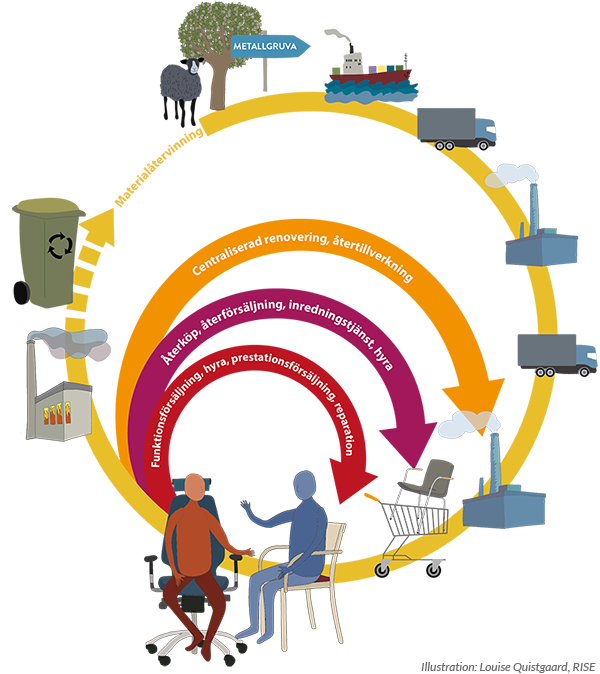 METALLGRUVA
Materialåtervinning
Centraliserad renovering, återtillverkning
Återköp, återförsäljning, inredningstjänst, hyra
Funktionsförsäljning, hyra, prestationsförsäljning, reparation
Illustration: Louise Quistgaard, RISE